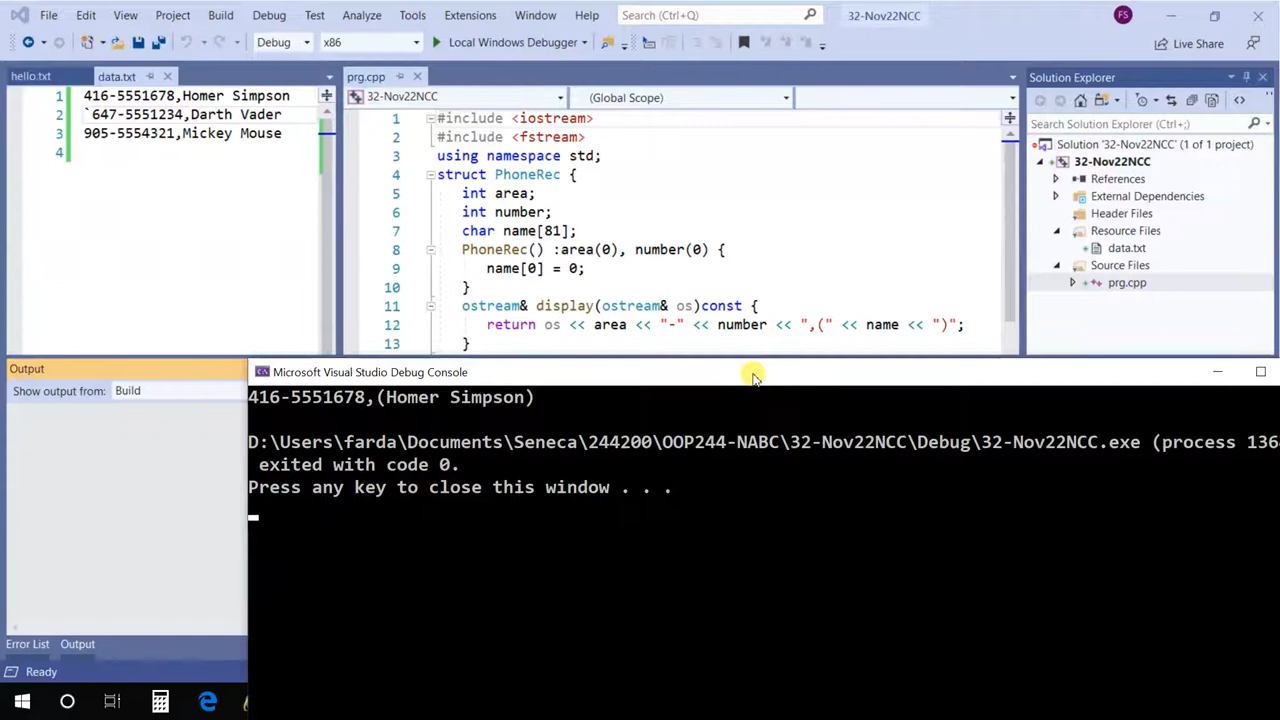 File Edit View Project Build Debug Test Analyze Tools Extensions Window Help Search (Ctrl+Q) 32-Nov22NCC FS
Debug x86 Local Windows Debugger Live Share
hello.txt data.txt
1 416-5551678,Homer Simpson
2 `647-5551234,Darth Vader
3 905-5554321,Mickey Mouse
4
prg.cpp
32-Nov22NCC (Global Scope)
1 #include <iostream>
2 #include <fstream>
3 using namespace std;
4 struct PhoneRec {
5 int area;
6 int number;
7 char name[81];
8 PhoneRec() :area(0), number(0) {
9 name[0] = 0;
10 }
11 ostream& display(ostream& os)const {
12 return os << area << "-" << number << ",(" << name << ")";
13 }
Solution Explorer
Search Solution Explorer (Ctrl+;)
Solution '32-Nov22NCC' (1 of 1 project)
32-Nov22NCC
References
External Dependencies
Header Files
Resource Files
data.txt
Source Files
prg.cpp
Output
Show output from: Build
Error List Output
Ready
Microsoft Visual Studio Debug Console
416-5551678,(Homer Simpson)
D:\Users\farda\Documents\Seneca\244200\OOP244-NABC\32-Nov22NCC\Debug\32-Nov22NCC.exe (process 136
exited with code 0.
Press any key to close this window . . .